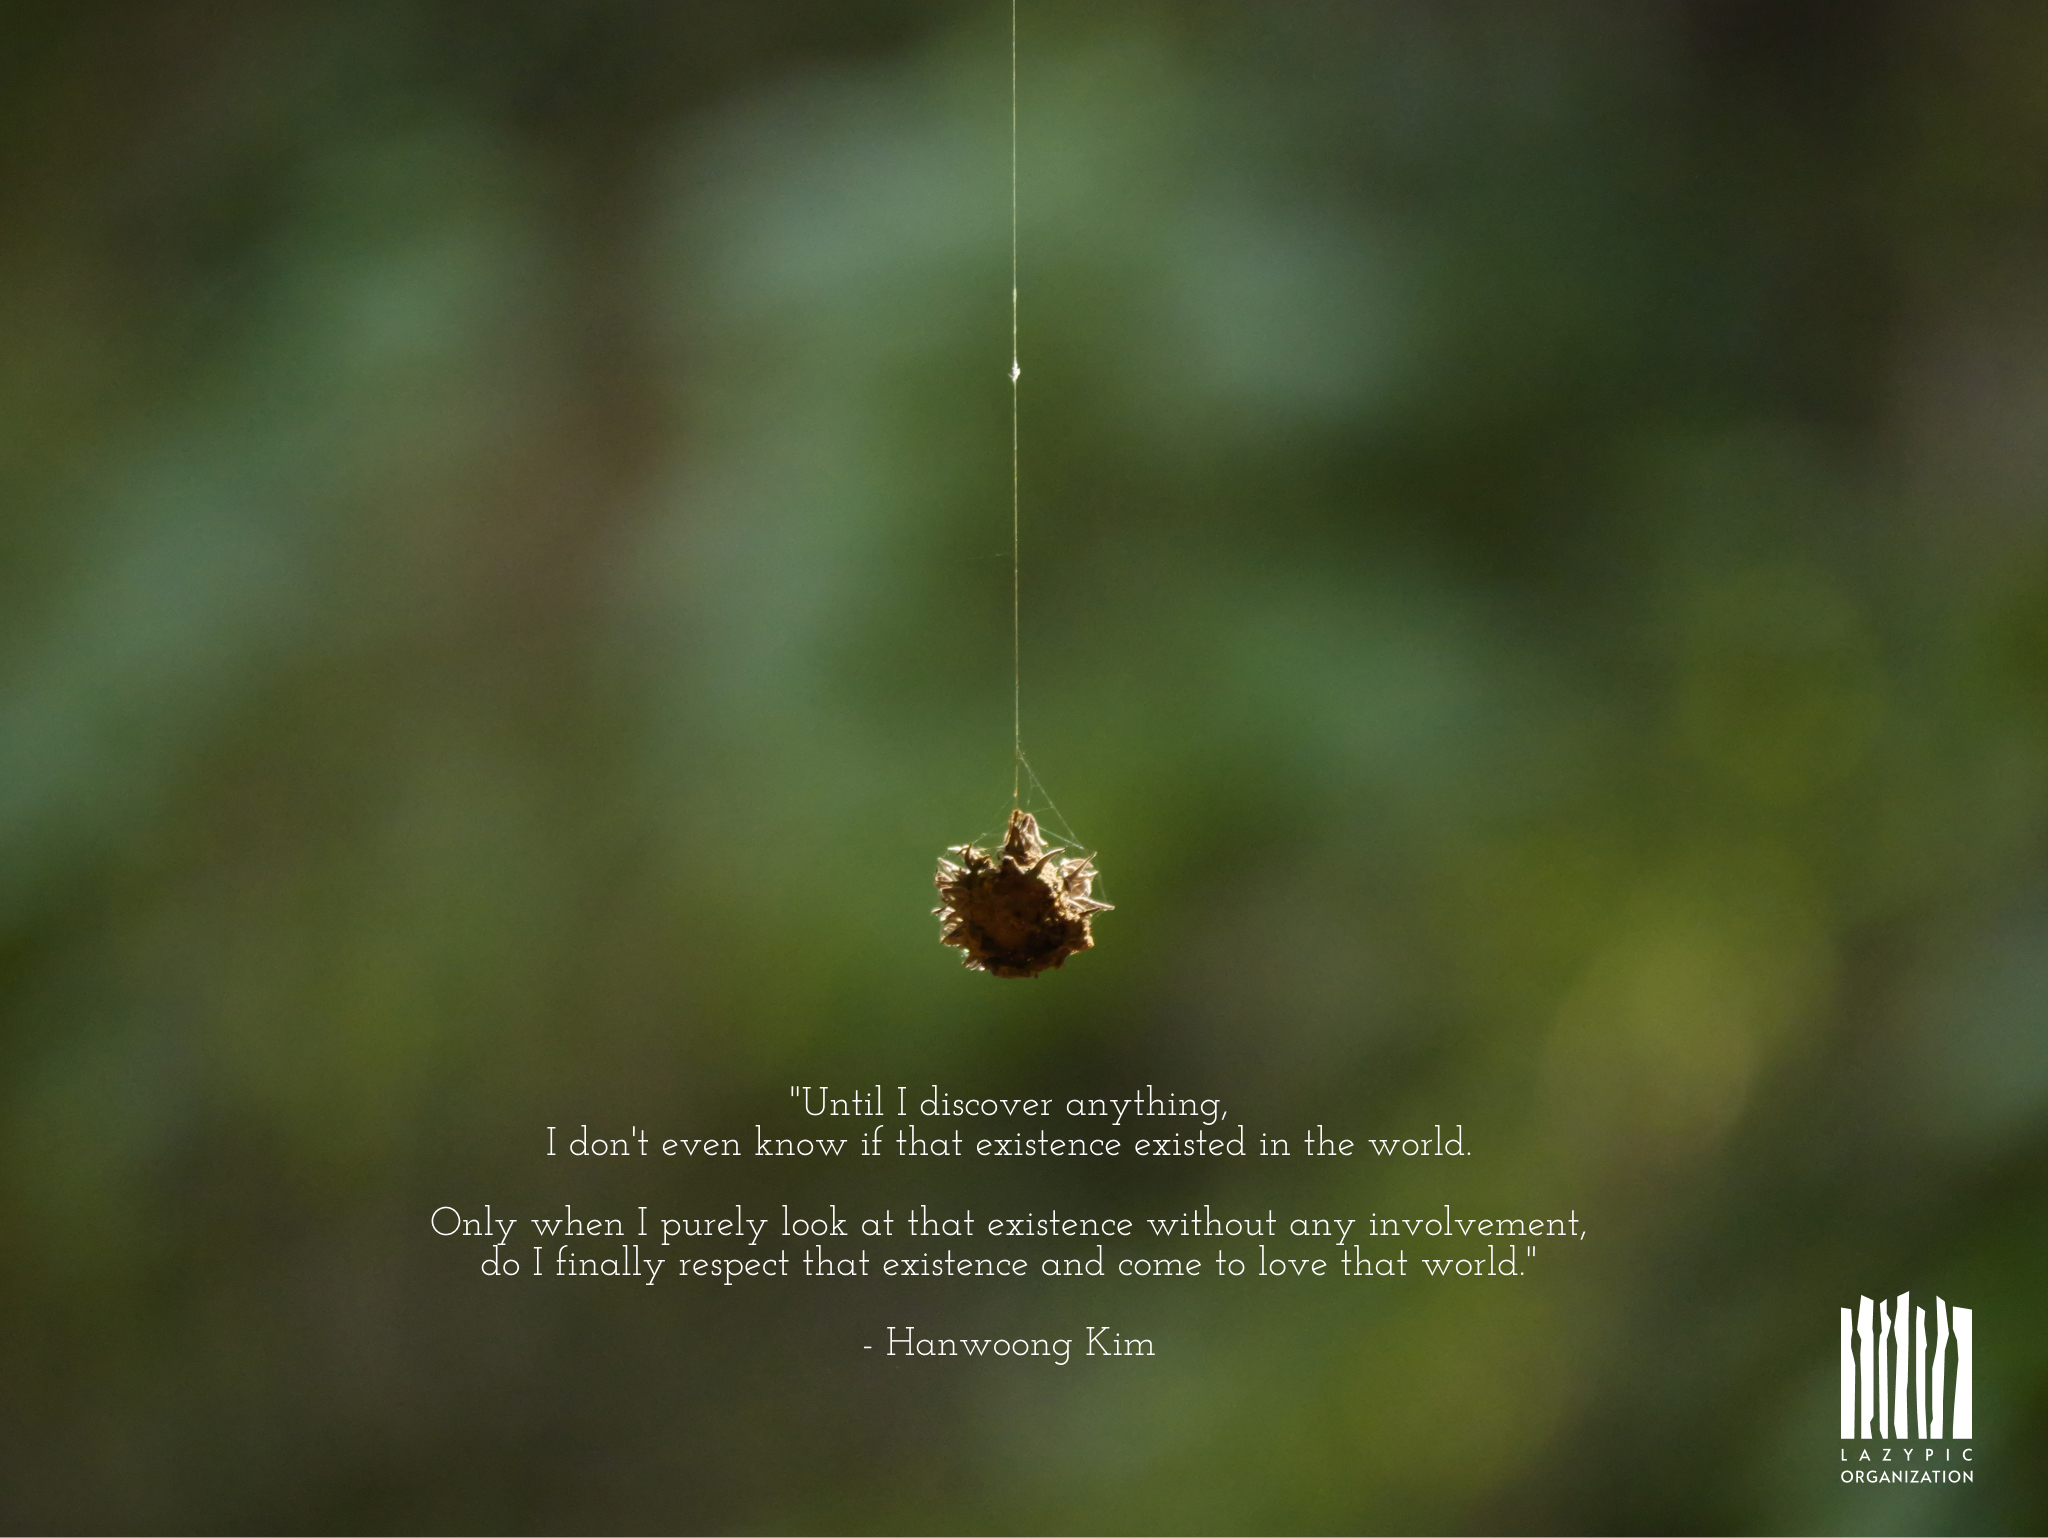 "Until I discover anything,
I don't even know if that existence existed in the world.
Only when I purely look at that existence without any involvement,
do I finally respect that existence and come to love that world."
- Hanwoong Kim
LAZYPIC
ORGANIZATION